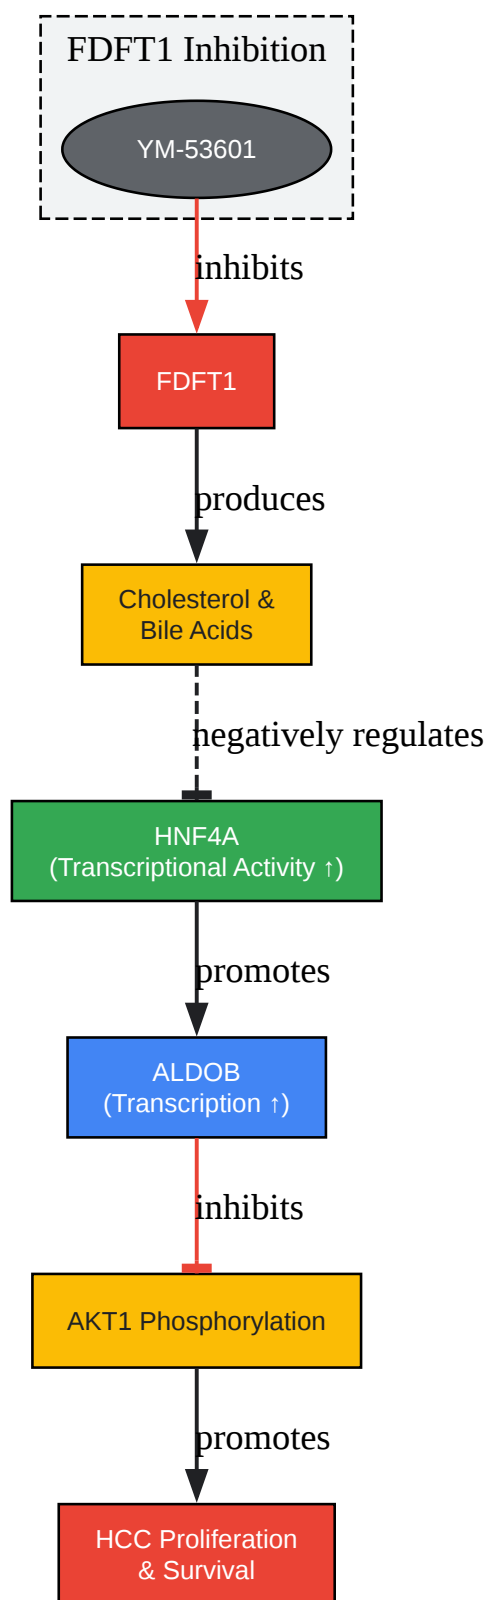 FDFT1 Inhibition
YM-53601
inhibits
FDFT1
produces
Cholesterol &
Bile Acids
negatively regulates
HNF4A
(Transcriptional Activity ↑)
promotes
ALDOB
(Transcription ↑)
inhibits
AKT1 Phosphorylation
promotes
HCC Proliferation
& Survival